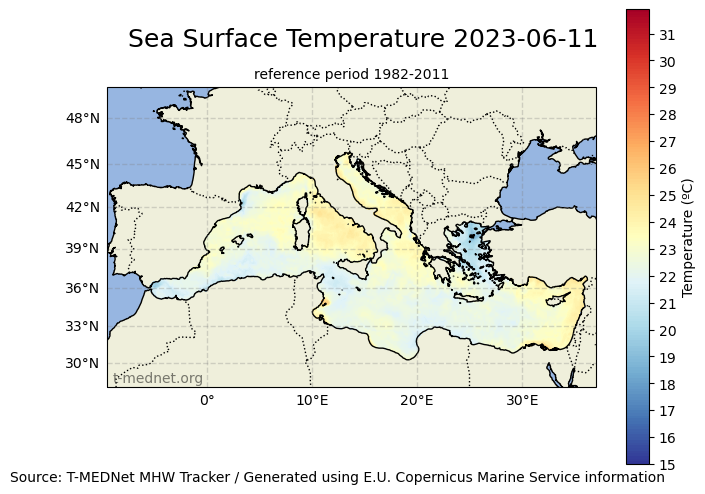 Sea Surface Temperature 2023-06-11
reference period 1982-2011
48°N
45°N
42°N
39°N
36°N
33°N
30°N
0°
10°E
20°E
30°E
t-mednet.org
31
30
29
28
27
26
25
24
23
22
21
20
19
18
17
16
15
Temperature (ºC)
Source: T-MEDNet MHW Tracker / Generated using E.U. Copernicus Marine Service information